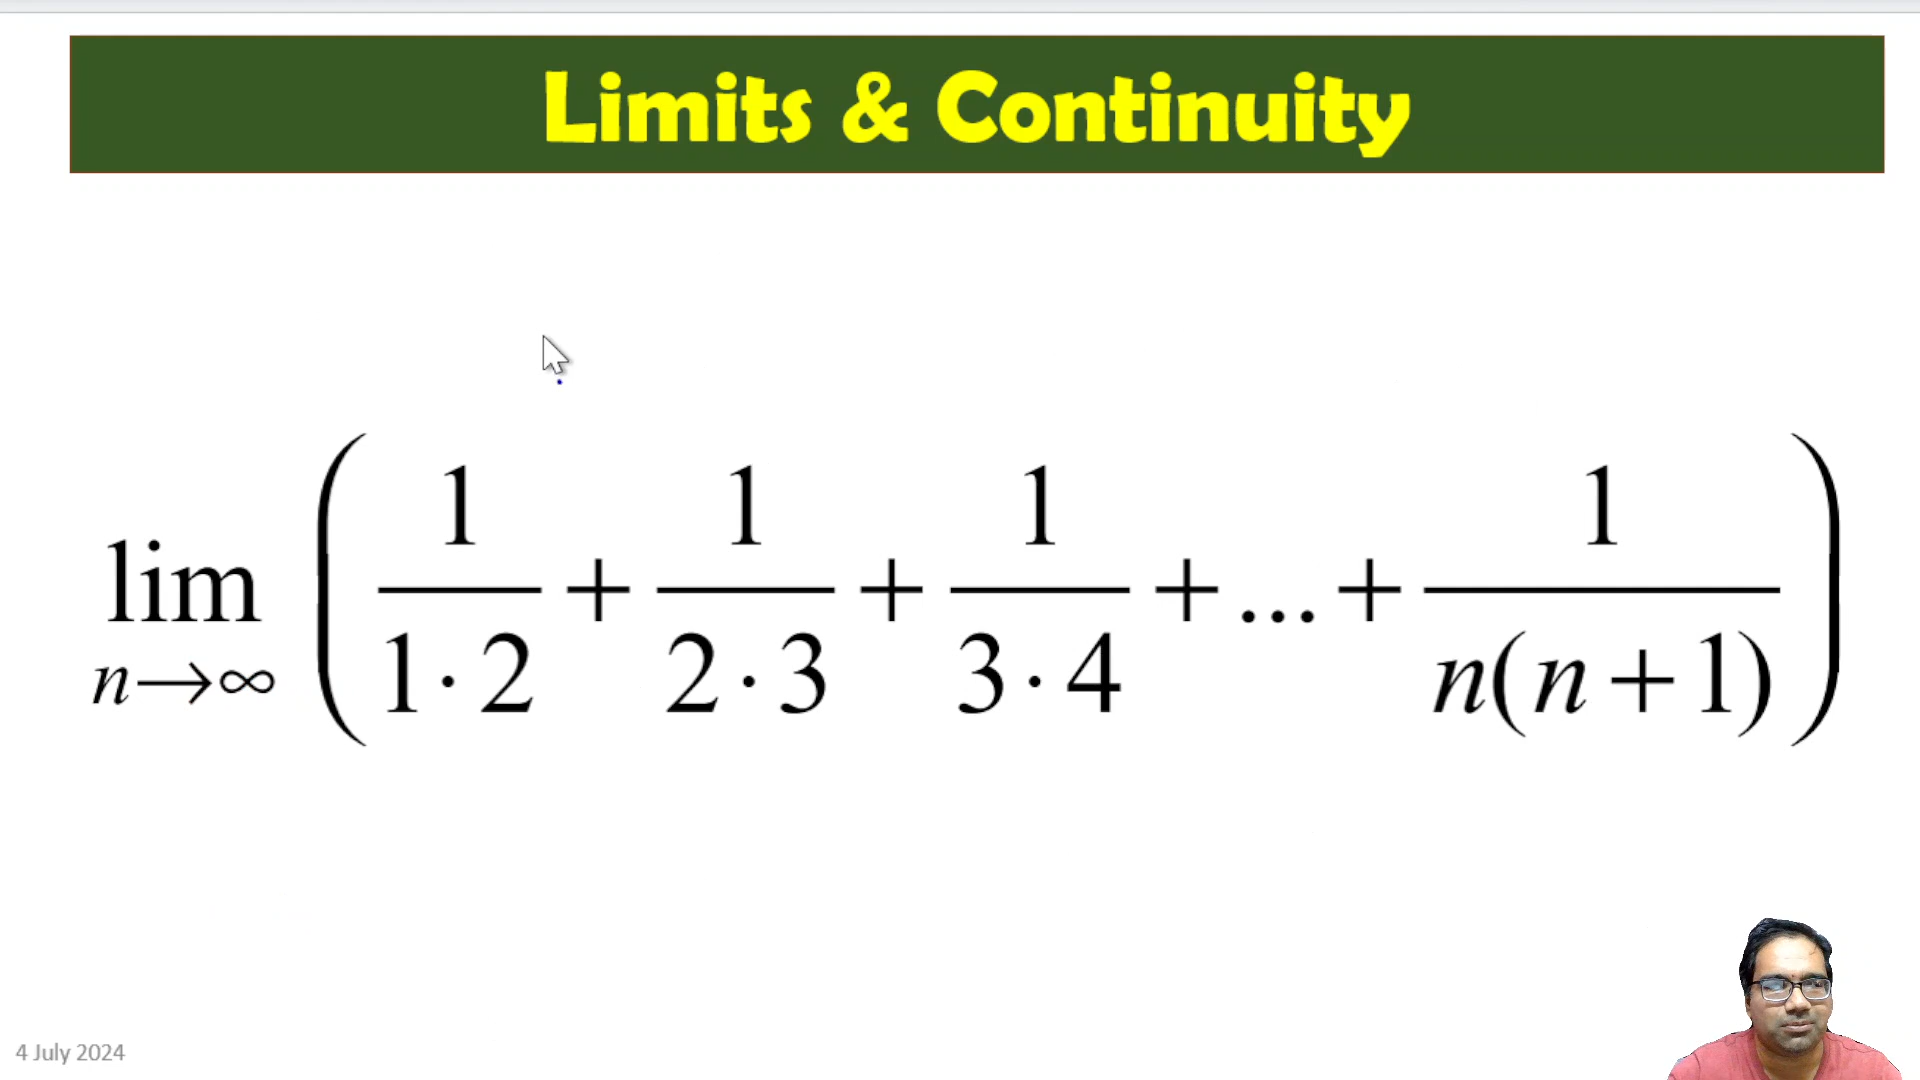 Limits & Continuity
lim n→∞ ( 1/(1·2) + 1/(2·3) + 1/(3·4) + ... + 1/(n(n+1)) )
4 July 2024